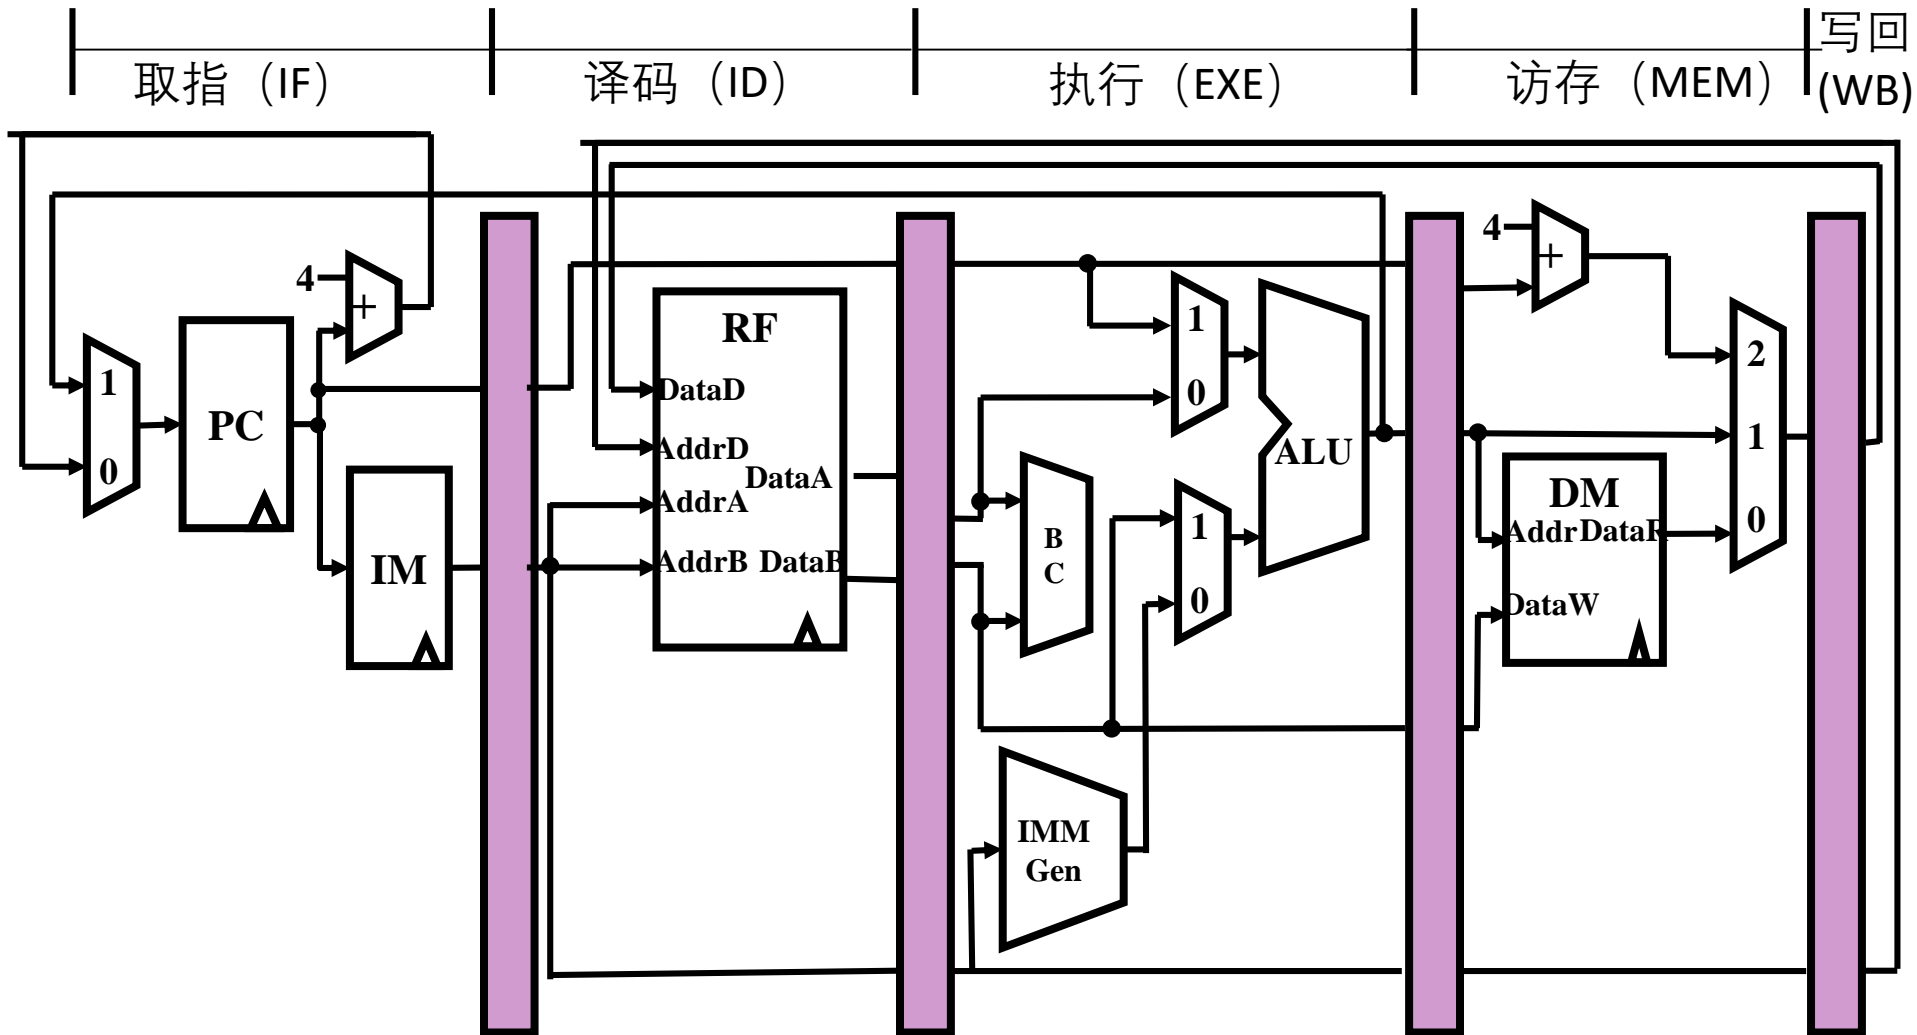 取指（IF）
译码（ID）
执行（EXE）
访存（MEM）
写回
(WB)
4
+
1
0
PC
IM
RF
DataD
AddrD
DataA
AddrA
AddrB DataB
1
0
B
C
1
0
ALU
IMM
Gen
4
+
2
1
0
DM
Addr DataR
DataW